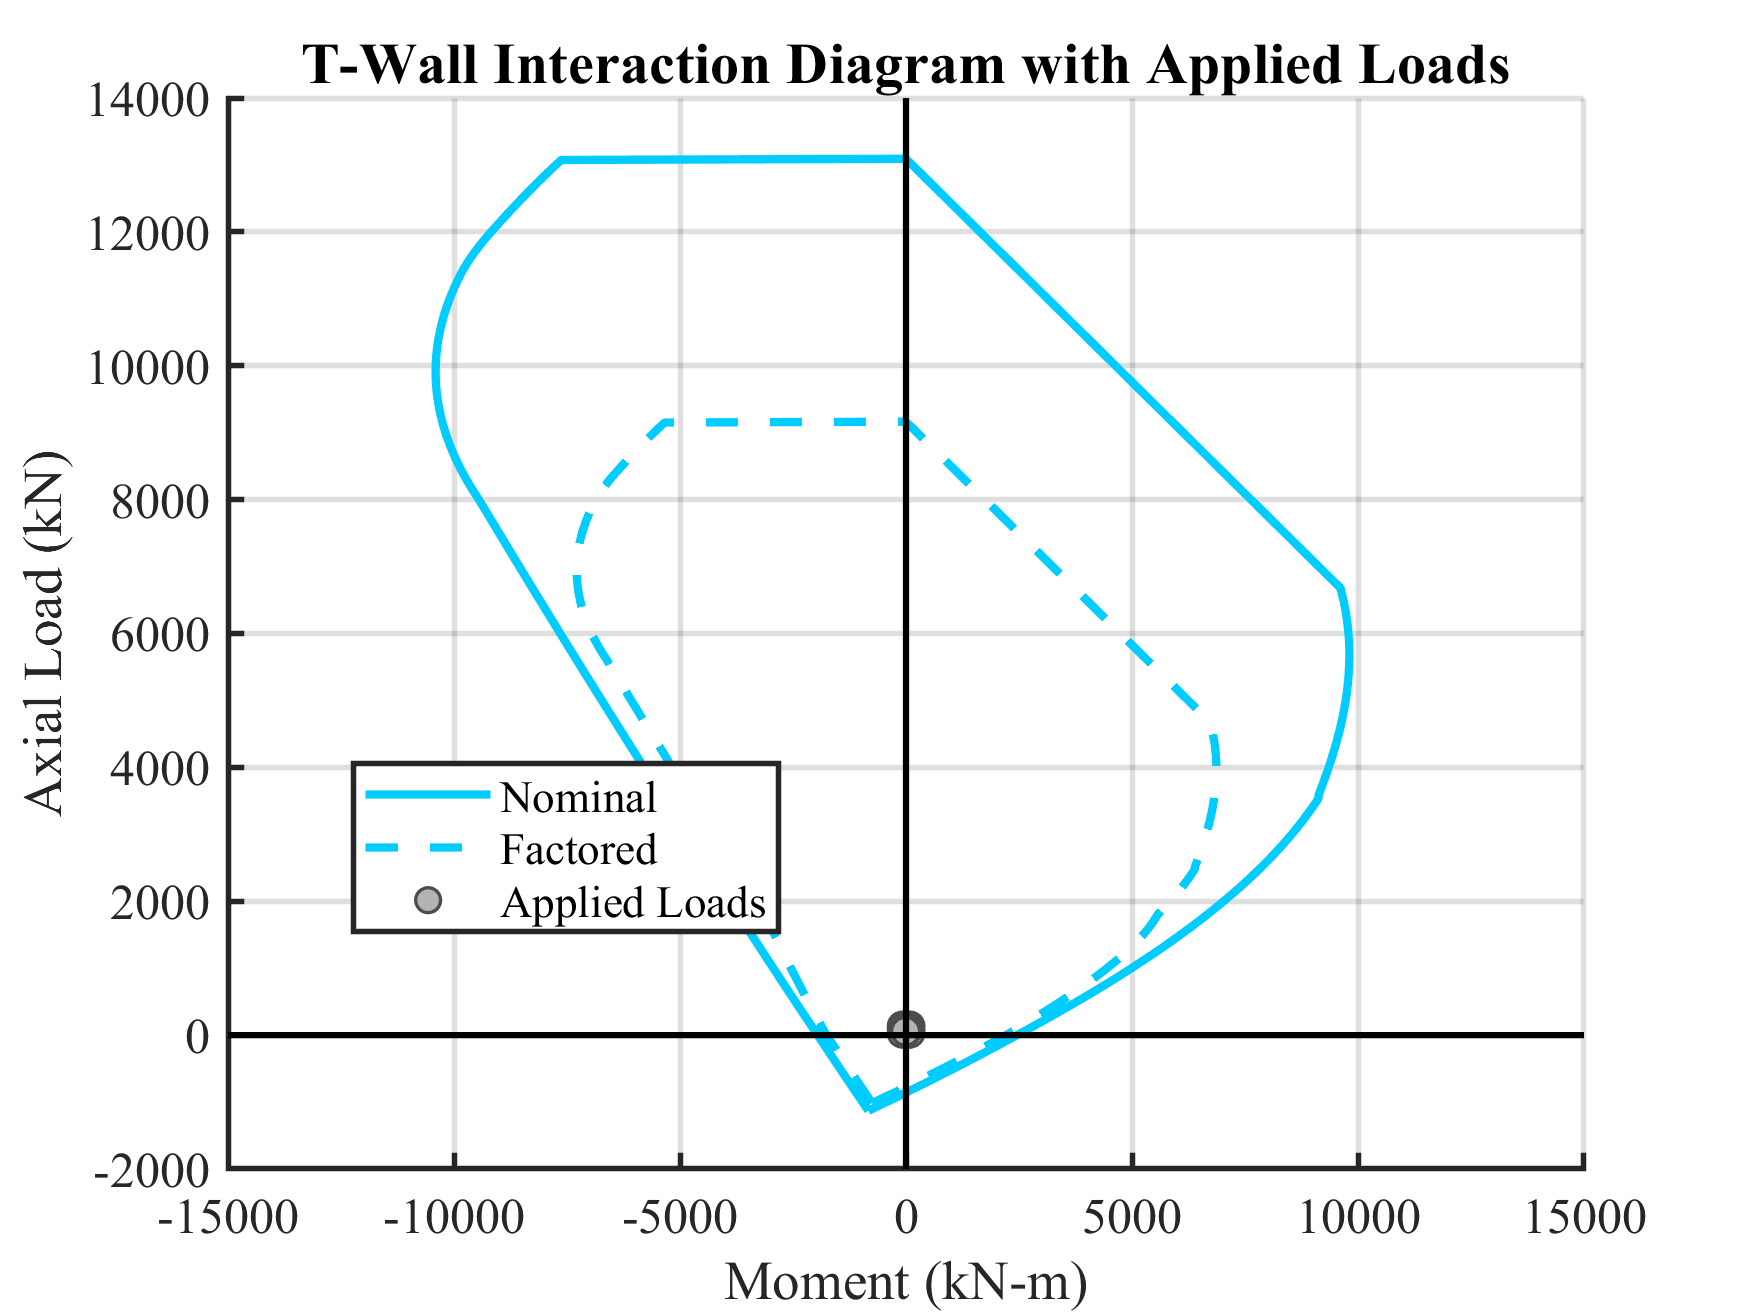 T-Wall Interaction Diagram with Applied Loads
14000
12000
10000
8000
6000
4000
2000
0
-2000
Axial Load (kN)
Nominal
Factored
Applied Loads
-15000 -10000 -5000 0 5000 10000 15000
Moment (kN-m)